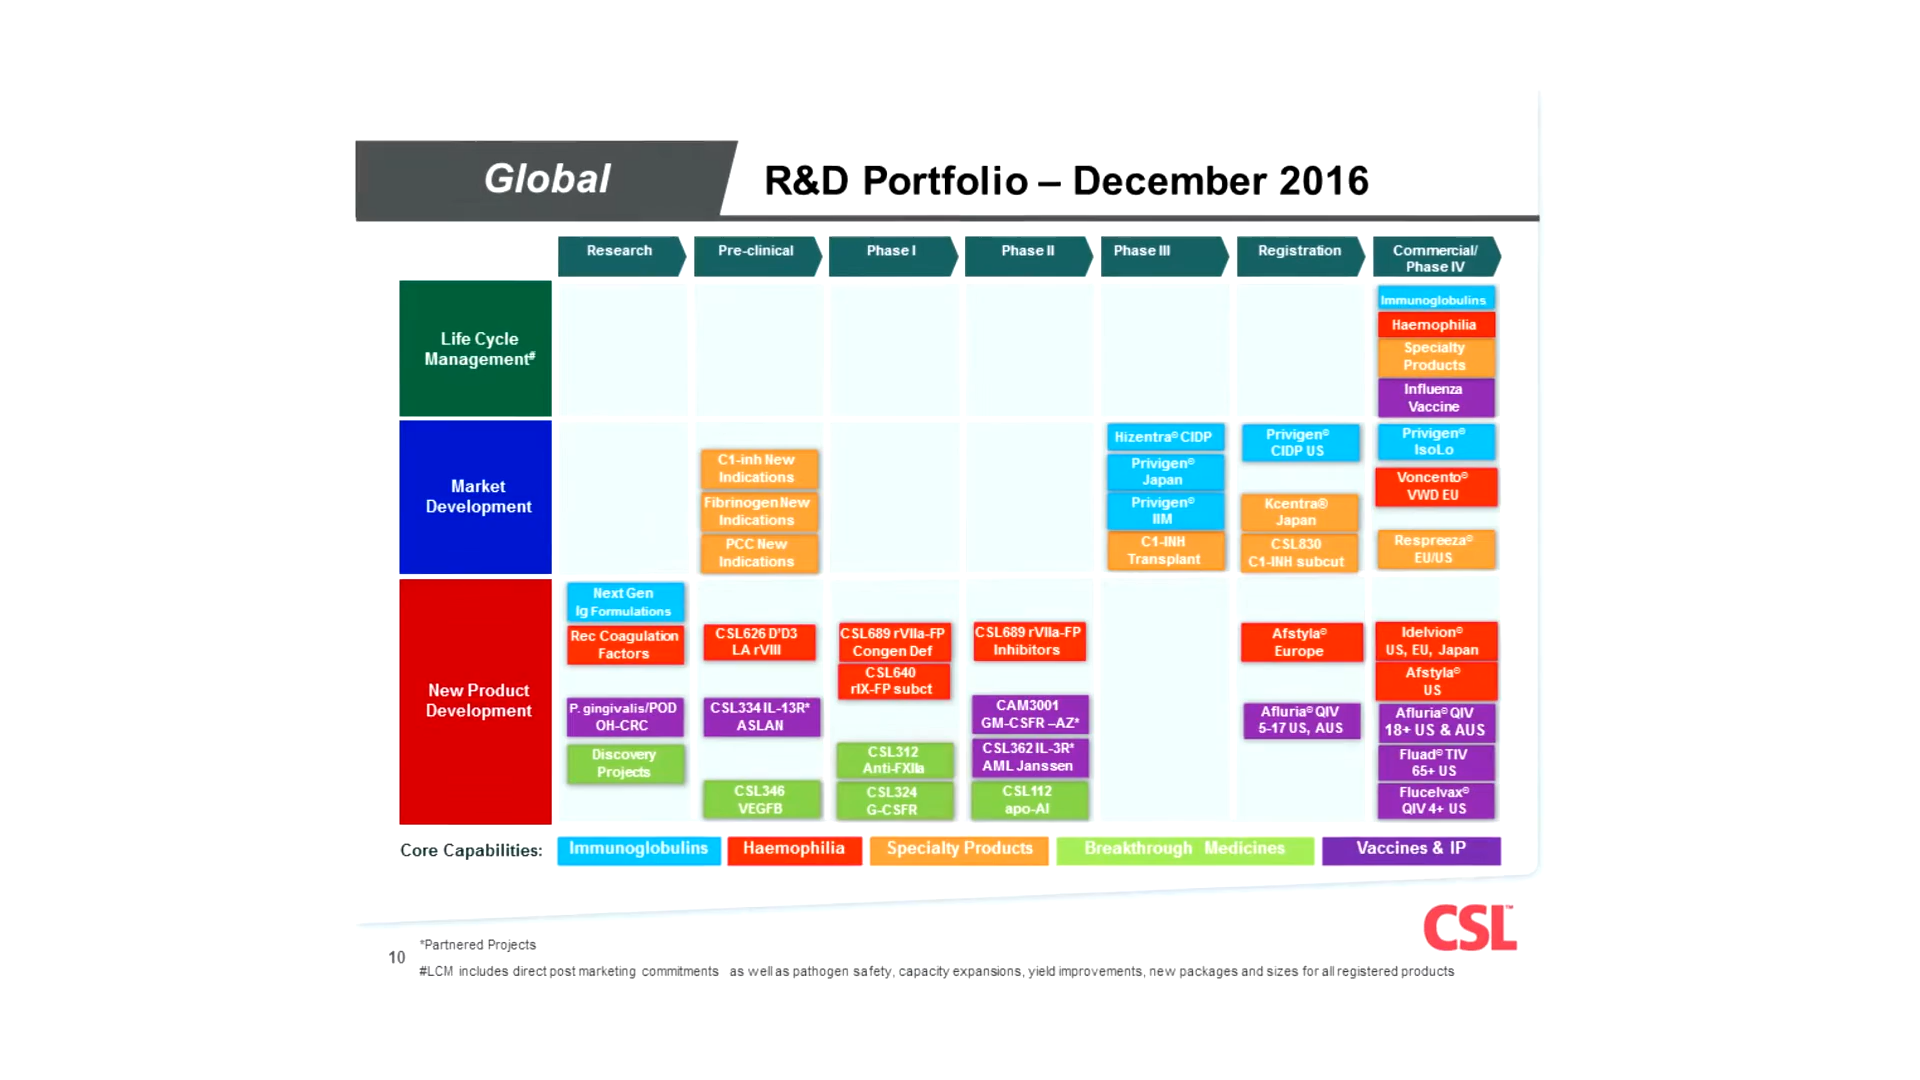 Global
R&D Portfolio – December 2016
Research
Pre-clinical
Phase I
Phase II
Phase III
Registration
Commercial/
Phase IV
Life Cycle
Management#
Immunoglobulins
Haemophilia
Specialty
Products
Influenza
Vaccine
Market
Development
C1-inh New
Indications
Fibrinogen New
Indications
PCC New
Indications
Hizentra® CIDP
Privigen®
Japan
Privigen®
IIM
C1-INH
Transplant
Privigen®
CIDP US
Kcentra®
Japan
CSL830
C1-INH subcut
Privigen®
IsoLo
Voncento®
VWD EU
Respreeza®
EU/US
New Product
Development
Next Gen
Ig Formulations
Rec Coagulation
Factors
P. gingivalis/POD
OH-CRC
Discovery
Projects
CSL626 D'D3
LA rVIII
CSL334 IL-13R*
ASLAN
CSL346
VEGFB
CSL689 rVIIa-FP
Congen Def
CSL640
rIX-FP subct
CSL312
Anti-FXIIa
CSL324
G-CSFR
CSL689 rVIIa-FP
Inhibitors
CAM3001
GM-CSFR –AZ*
CSL362 IL-3R*
AML Janssen
CSL112
apo-AI
Afstyla®
Europe
Afluria® QIV
5-17 US, AUS
Idelvion®
US, EU, Japan
Afstyla®
US
Afluria® QIV
18+ US & AUS
Fluad® TIV
65+ US
Flucelvax®
QIV 4+ US
Core Capabilities:
Immunoglobulins
Haemophilia
Specialty Products
Breakthrough Medicines
Vaccines & IP
CSL™
*Partnered Projects
10
#LCM includes direct post marketing commitments as well as pathogen safety, capacity expansions, yield improvements, new packages and sizes for all registered products